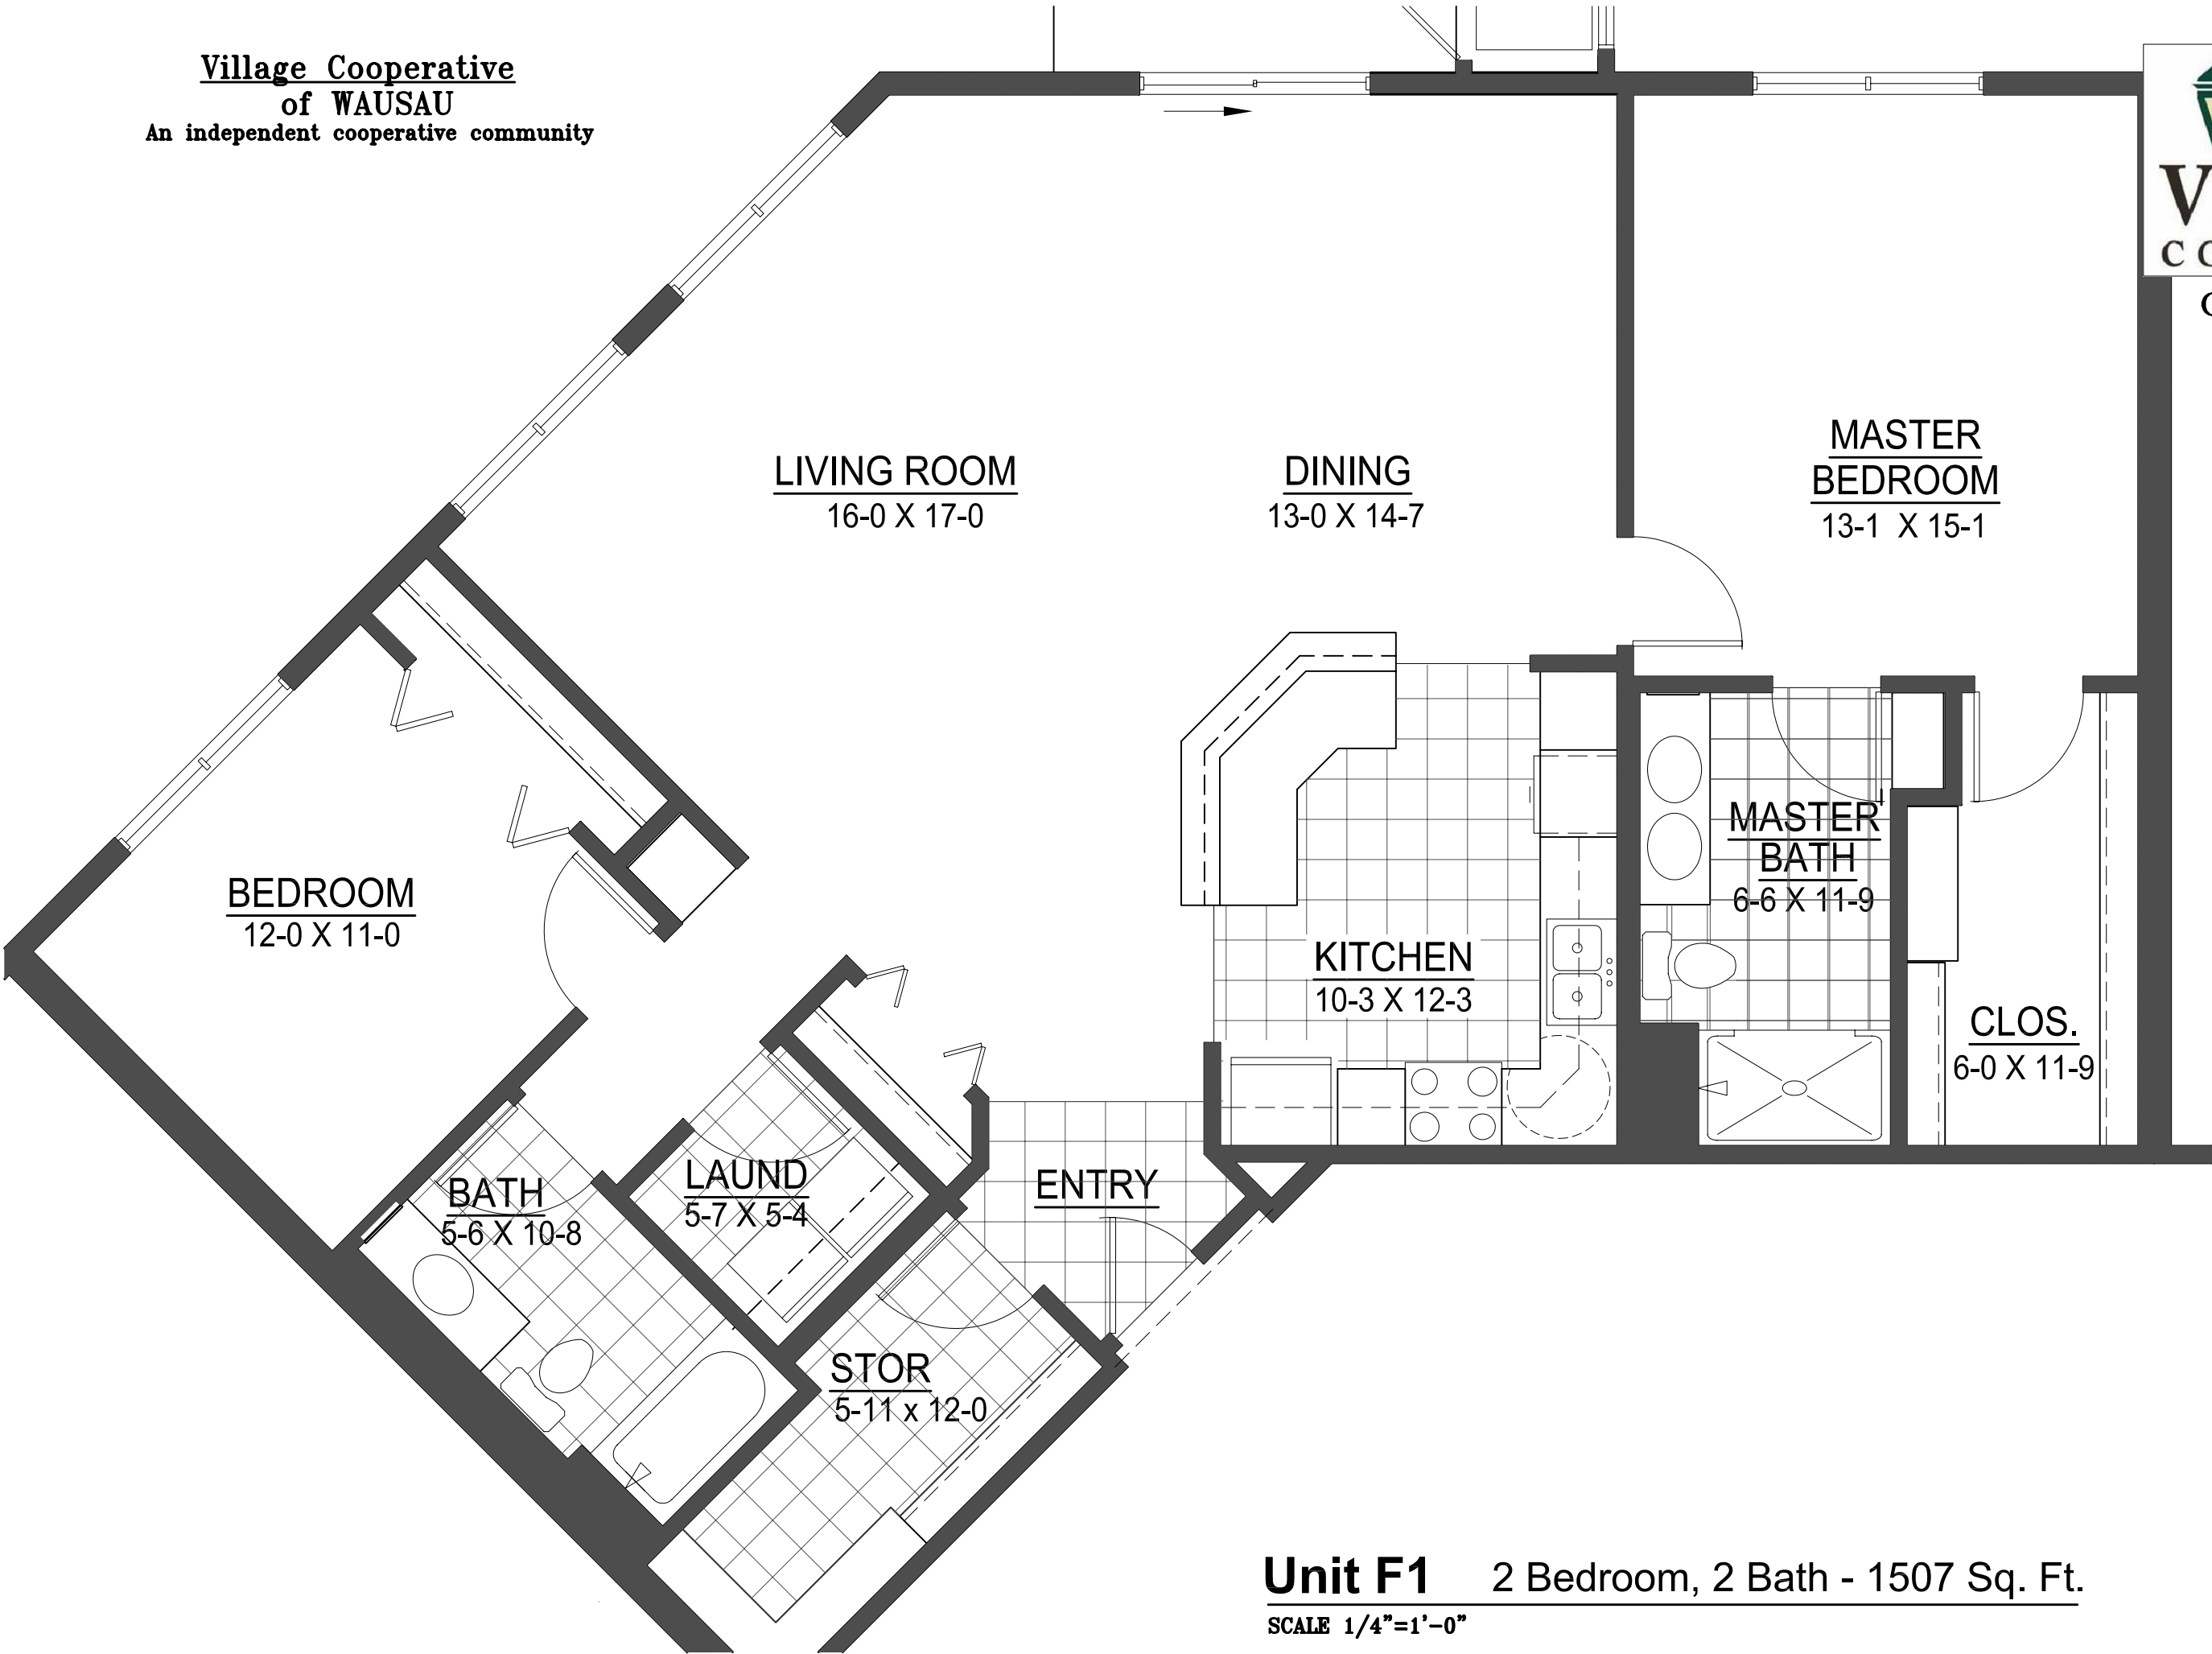 Village Cooperative
of WAUSAU
An independent cooperative community
LIVING ROOM
16-0 X 17-0
DINING
13-0 X 14-7
MASTER
BEDROOM
13-1 X 15-1
BEDROOM
12-0 X 11-0
MASTER
BATH
6-6 X 11-9
KITCHEN
10-3 X 12-3
CLOS.
6-0 X 11-9
BATH
5-6 X 10-8
LAUND
5-7 X 5-4
ENTRY
STOR
5-11 x 12-0
Unit F1 2 Bedroom, 2 Bath - 1507 Sq. Ft.
SCALE 1/4"=1'-0"